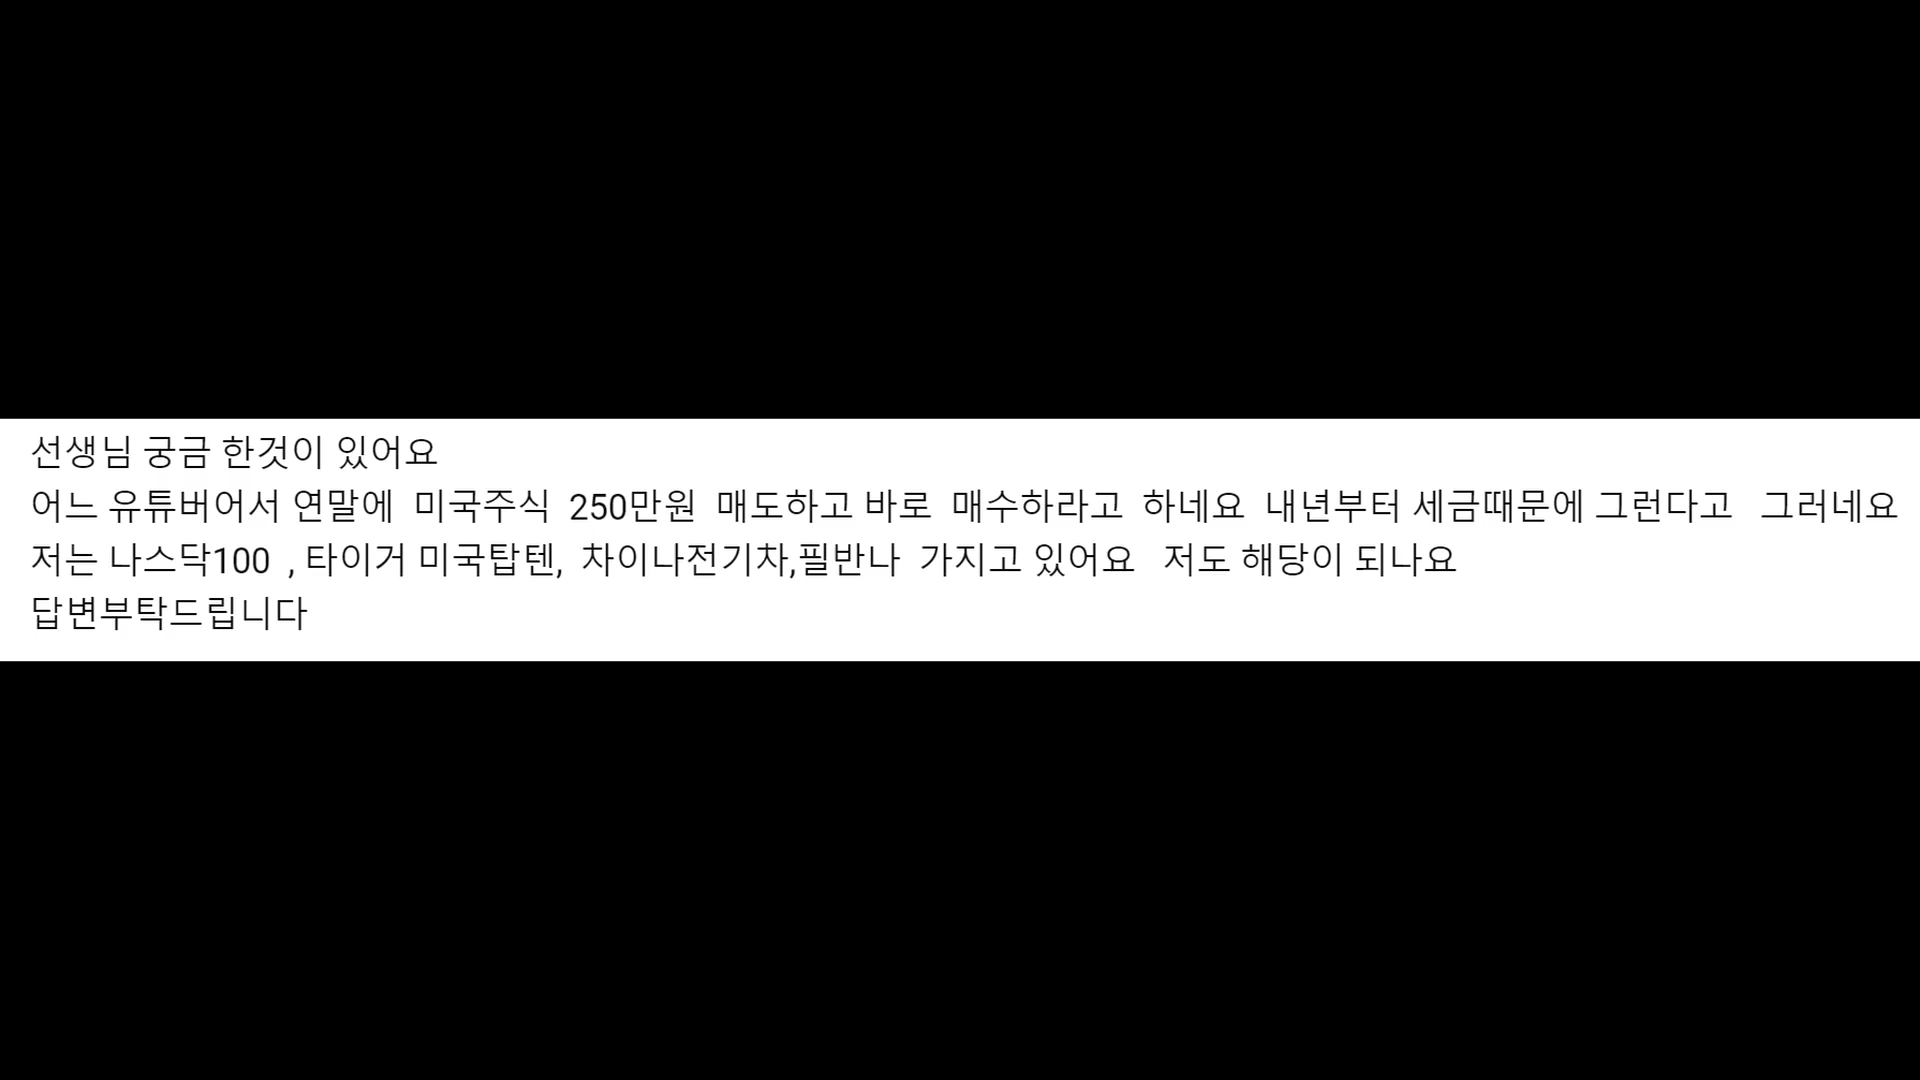 선생님 궁금 한것이 있어요
어느 유튜버어서 연말에 미국주식 250만원 매도하고 바로 매수하라고 하네요 내년부터 세금때문에 그런다고 그러네요
저는 나스닥100 , 타이거 미국탑텐, 차이나전기차,필반나 가지고 있어요 저도 해당이 되나요
답변부탁드립니다